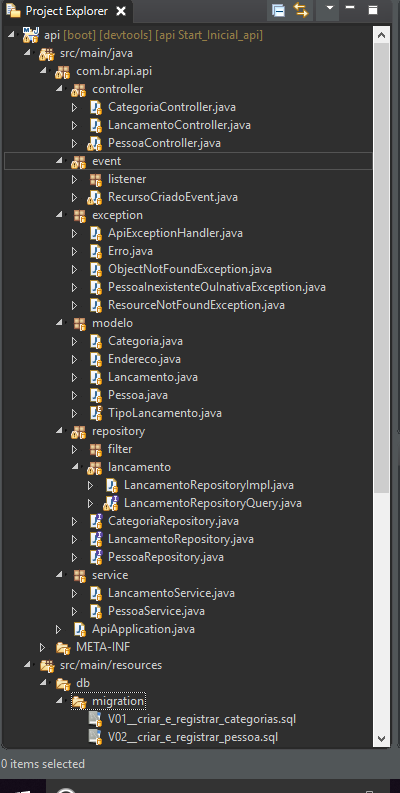 Project Explorer
api [boot] [devtools] [api Start_Inicial_api]
src/main/java
com.br.api.api
controller
CategoriaController.java
LancamentoController.java
PessoaController.java
event
listener
RecursoCriadoEvent.java
exception
ApiExceptionHandler.java
Erro.java
ObjectNotFoundException.java
PessoaInexistenteOuInativaException.java
ResourceNotFoundException.java
modelo
Categoria.java
Endereco.java
Lancamento.java
Pessoa.java
TipoLancamento.java
repository
filter
lancamento
LancamentoRepositoryImpl.java
LancamentoRepositoryQuery.java
CategoriaRepository.java
LancamentoRepository.java
PessoaRepository.java
service
LancamentoService.java
PessoaService.java
ApiApplication.java
META-INF
src/main/resources
db
migration
V01__criar_e_registrar_categorias.sql
V02__criar_e_registrar_pessoa.sql
0 items selected